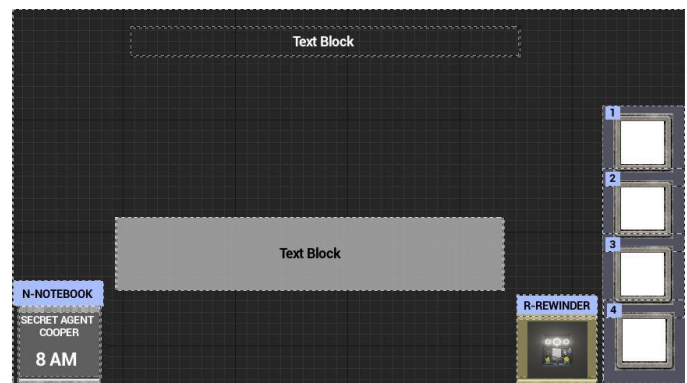 Text Block
1
2
3
Text Block
N-NOTEBOOK
R-REWINDER
4
SECRET AGENT
COOPER
8 AM